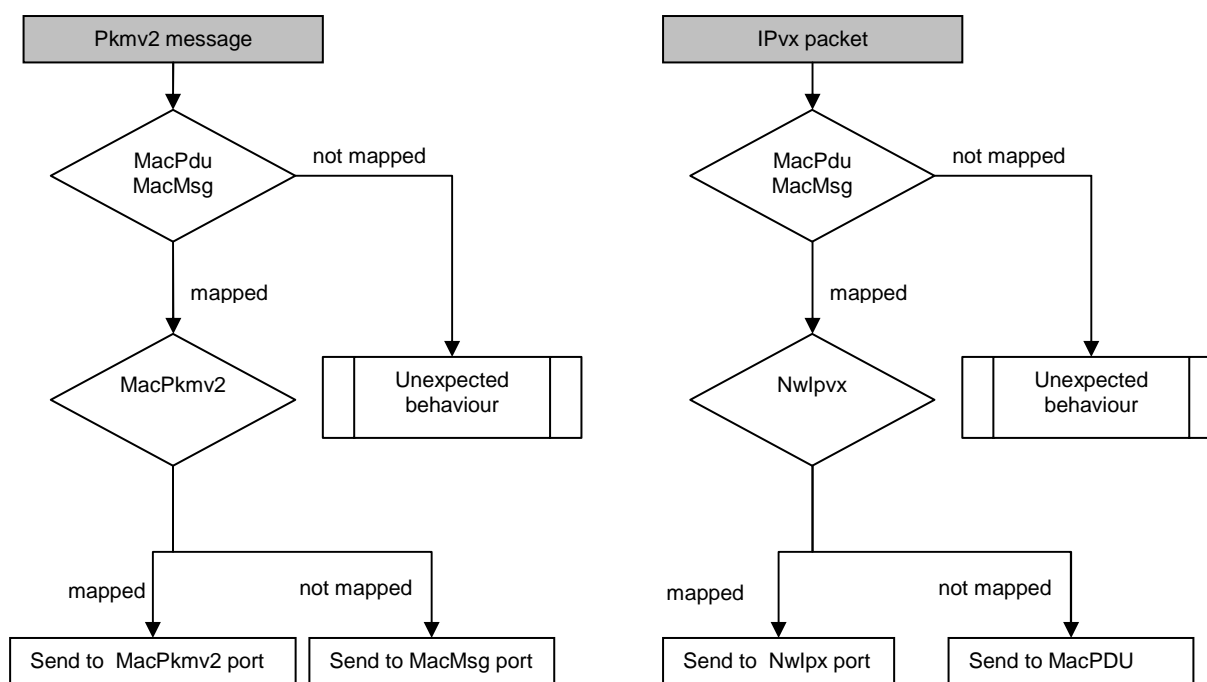 Pkmv2 message
MacPdu
MacMsg
not mapped
mapped
MacPkmv2
Unexpected
behaviour
mapped
not mapped
Send to MacPkmv2 port
Send to MacMsg port
IPvx packet
MacPdu
MacMsg
not mapped
mapped
NwIpvx
Unexpected
behaviour
mapped
not mapped
Send to NwIpx port
Send to MacPDU